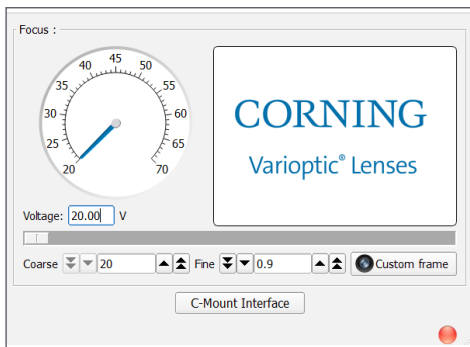 Focus :
20
25
30
35
40
45
50
55
60
65
70
CORNING
Varioptic® Lenses
Voltage: 20.00 V
Coarse 20 Fine 0.9 Custom frame
C-Mount Interface